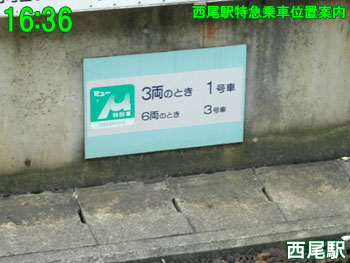 16:36
西尾駅特急乗車位置案内
ミュー
μ
特別車
3両のとき 1号車
6両のとき 3号車
西尾駅